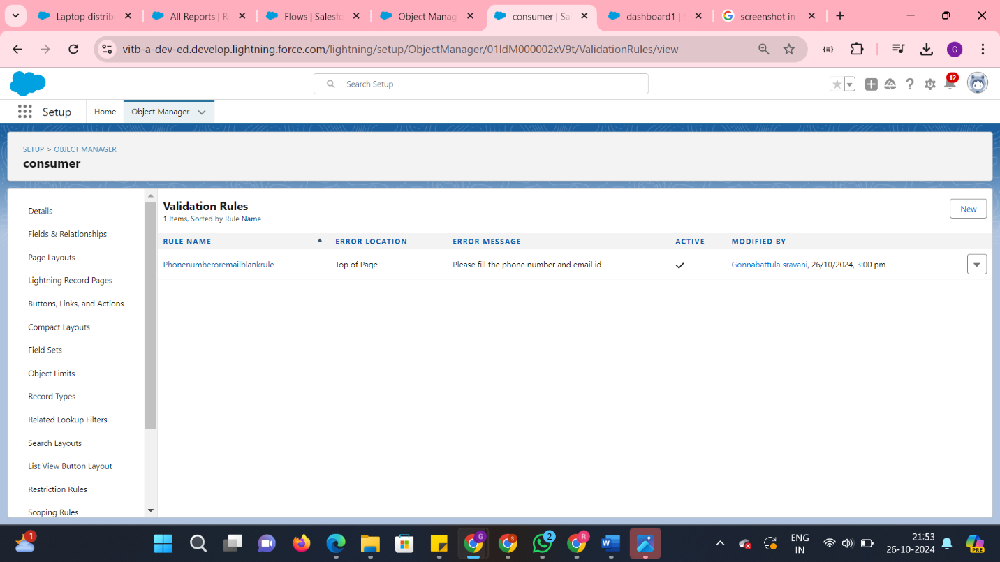 Laptop distrib
All Reports | R
Flows | Salesfo
Object Manag
consumer | Sa
dashboard1 | S
screenshot in
vitb-a-dev-ed.develop.lightning.force.com/lightning/setup/ObjectManager/01IdM000002xV9t/ValidationRules/view
G
Search Setup
12
Setup
Home
Object Manager
SETUP > OBJECT MANAGER
consumer
Details
Fields & Relationships
Page Layouts
Lightning Record Pages
Buttons, Links, and Actions
Compact Layouts
Field Sets
Object Limits
Record Types
Related Lookup Filters
Search Layouts
List View Button Layout
Restriction Rules
Scoping Rules
Validation Rules
1 Items, Sorted by Rule Name
New
RULE NAME ERROR LOCATION ERROR MESSAGE ACTIVE MODIFIED BY
Phonenumberoremailblankrule Top of Page Please fill the phone number and email id Gonnabattula sravani, 26/10/2024, 3:00 pm
1
G
S
2
R
W
ENG
IN
21:53
26-10-2024
PRE